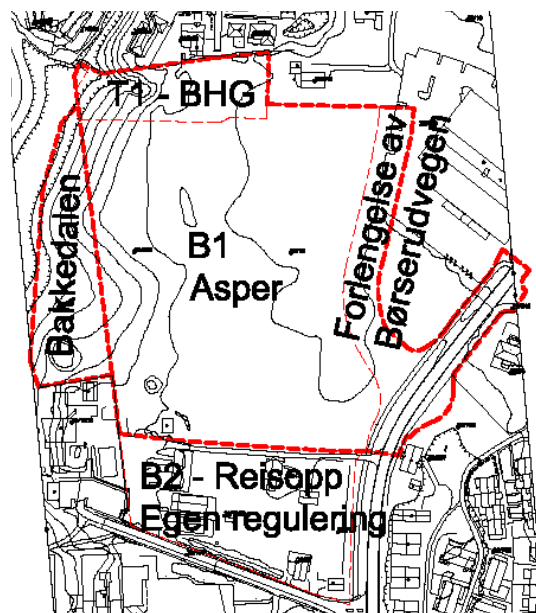 T1 - BHG
Bakkedalen
B1
Asper
Forlengelse av
Børserudvegen
B2 - Reisopp
Egen regulering